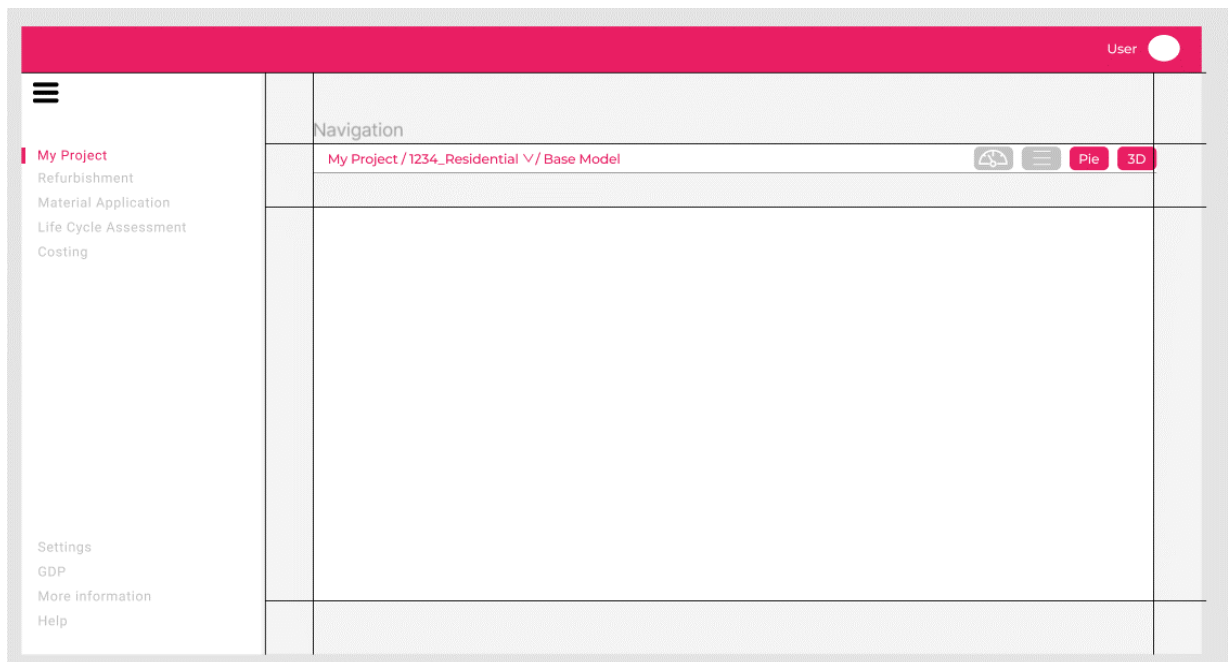 User
Navigation
My Project / 1234_Residential V / Base Model
Pie
3D
My Project
Refurbishment
Material Application
Life Cycle Assessment
Costing
Settings
GDP
More information
Help